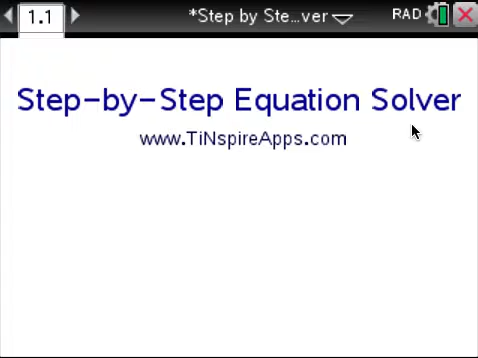 1.1 *Step by Ste...ver RAD
Step-by-Step Equation Solver
www.TiNspireApps.com